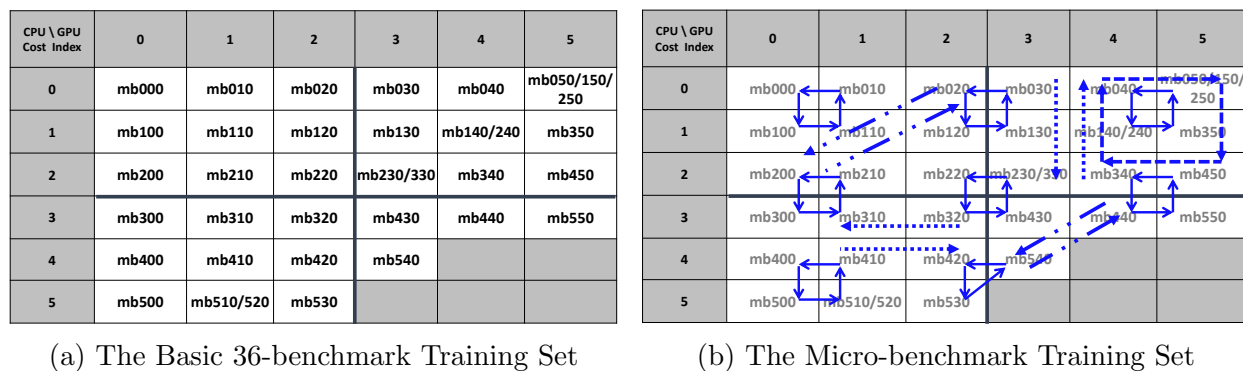 CPU \ GPU
Cost Index 0 1 2 3 4 5
0 mb000 mb010 mb020 mb030 mb040 mb050/150/
250
1 mb100 mb110 mb120 mb130 mb140/240 mb350
2 mb200 mb210 mb220 mb230/330 mb340 mb450
3 mb300 mb310 mb320 mb430 mb440 mb550
4 mb400 mb410 mb420 mb540
5 mb500 mb510/520 mb530
(a) The Basic 36-benchmark Training Set
CPU \ GPU
Cost Index 0 1 2 3 4 5
0 mb000 mb010 mb020 mb030 mb040 mb050/150/
250
1 mb100 mb110 mb120 mb130 mb140/240 mb350
2 mb200 mb210 mb220 mb230/330 mb340 mb450
3 mb300 mb310 mb320 mb430 mb440 mb550
4 mb400 mb410 mb420 mb540
5 mb500 mb510/520 mb530
(b) The Micro-benchmark Training Set